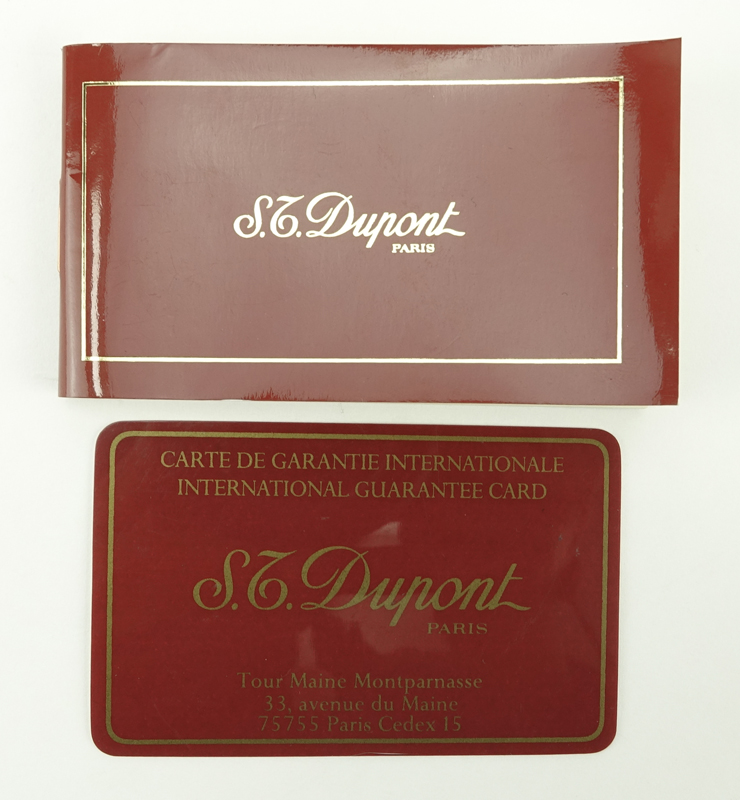 S.T. Dupont
PARIS
CARTE DE GARANTIE INTERNATIONALE
INTERNATIONAL GUARANTEE CARD
S.T. Dupont
PARIS
Tour Maine Montparnasse
33, avenue du Maine
75755 Paris Cedex 15